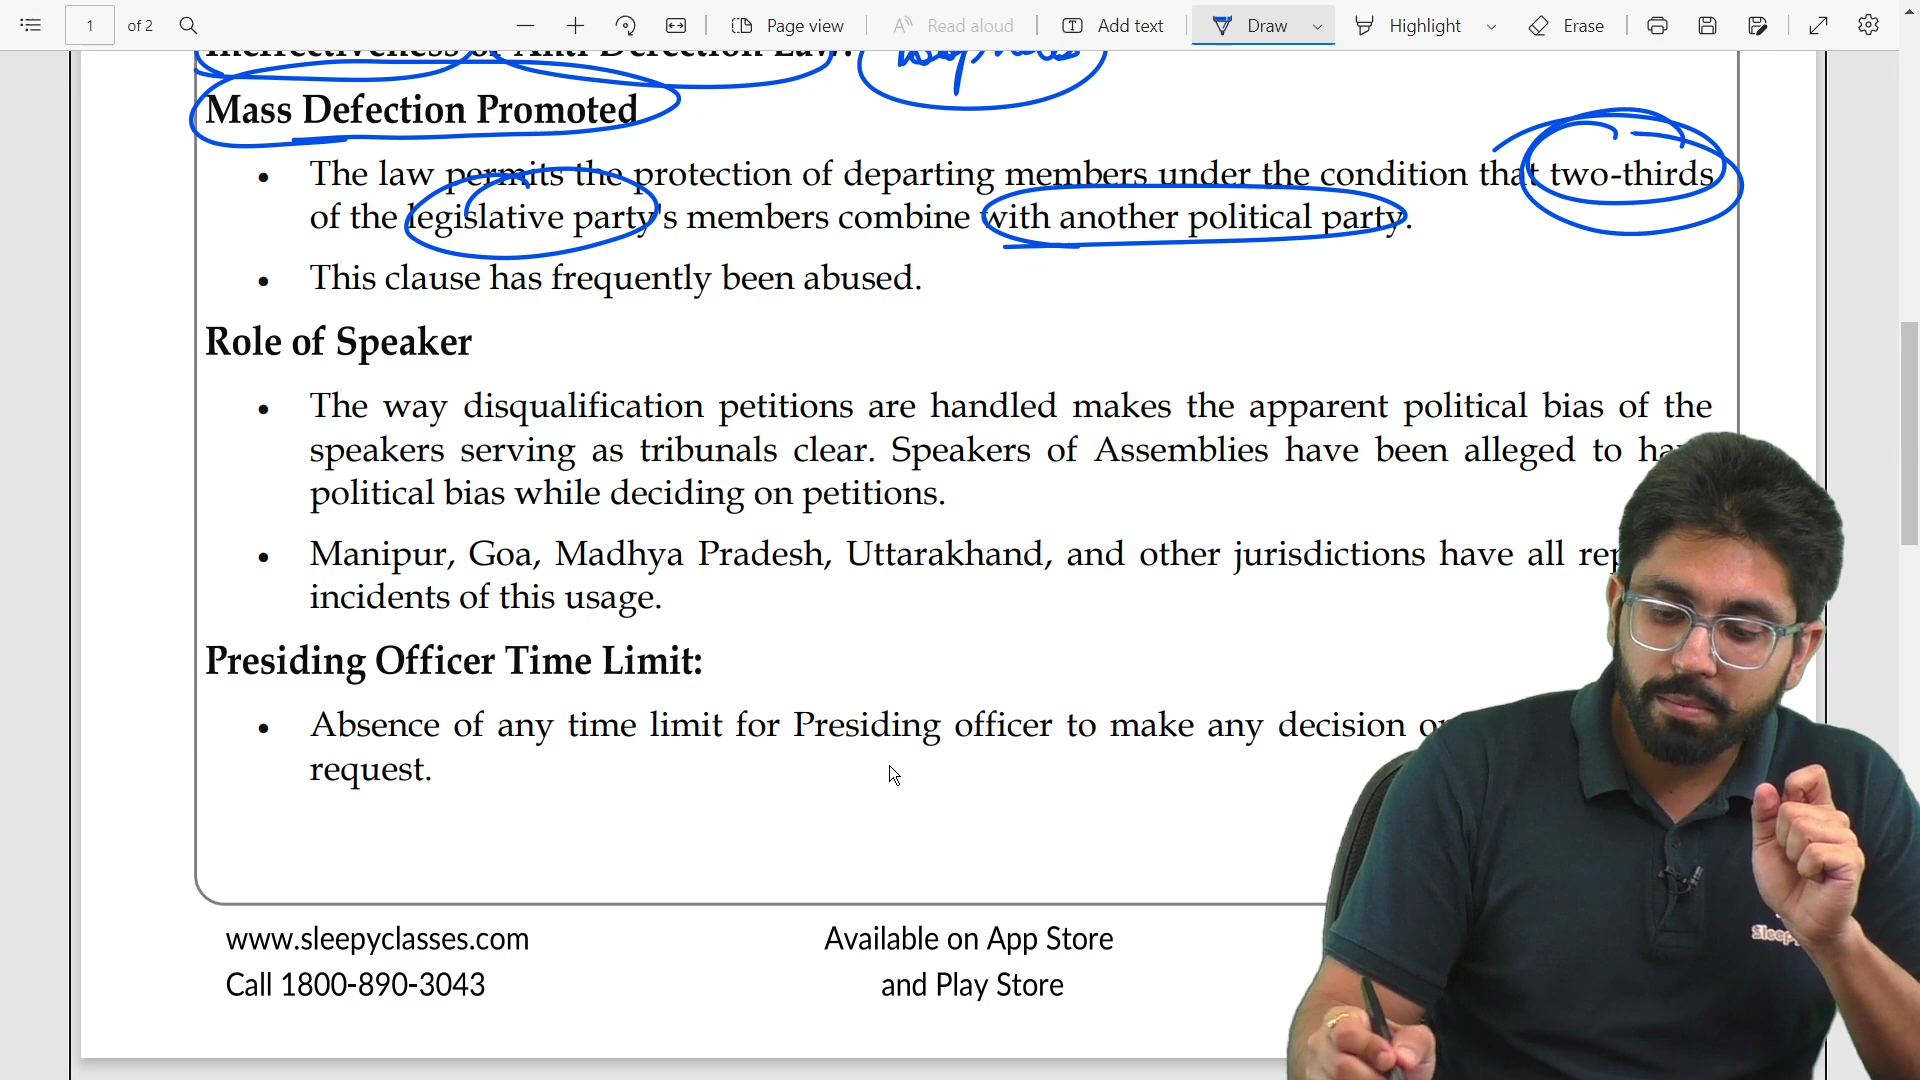 1 of 2 Page view Read aloud Add text Draw Highlight Erase
Ineffectiveness of Anti Defection Law:
Mass Defection Promoted
• The law permits the protection of departing members under the condition that two-thirds
of the legislative party's members combine with another political party.
• This clause has frequently been abused.
Role of Speaker
• The way disqualification petitions are handled makes the apparent political bias of the
speakers serving as tribunals clear. Speakers of Assemblies have been alleged to
political bias while deciding on petitions.
• Manipur, Goa, Madhya Pradesh, Uttarakhand, and other jurisdictions have all
incidents of this usage.
Presiding Officer Time Limit:
• Absence of any time limit for Presiding officer to make any decision
request.
www.sleepyclasses.com
Call 1800-890-3043
Available on App Store
and Play Store